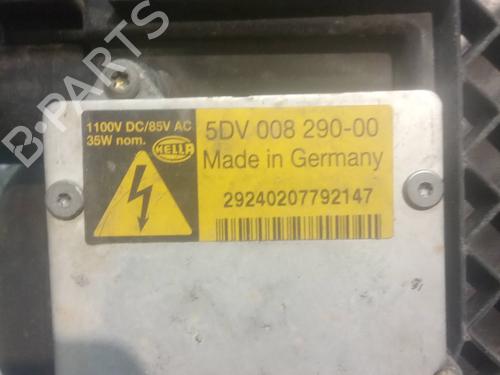 B-PARTS
1100V DC/85V AC
35W nom.
HELLA
5DV 008 290-00
Made in Germany
29240207792147